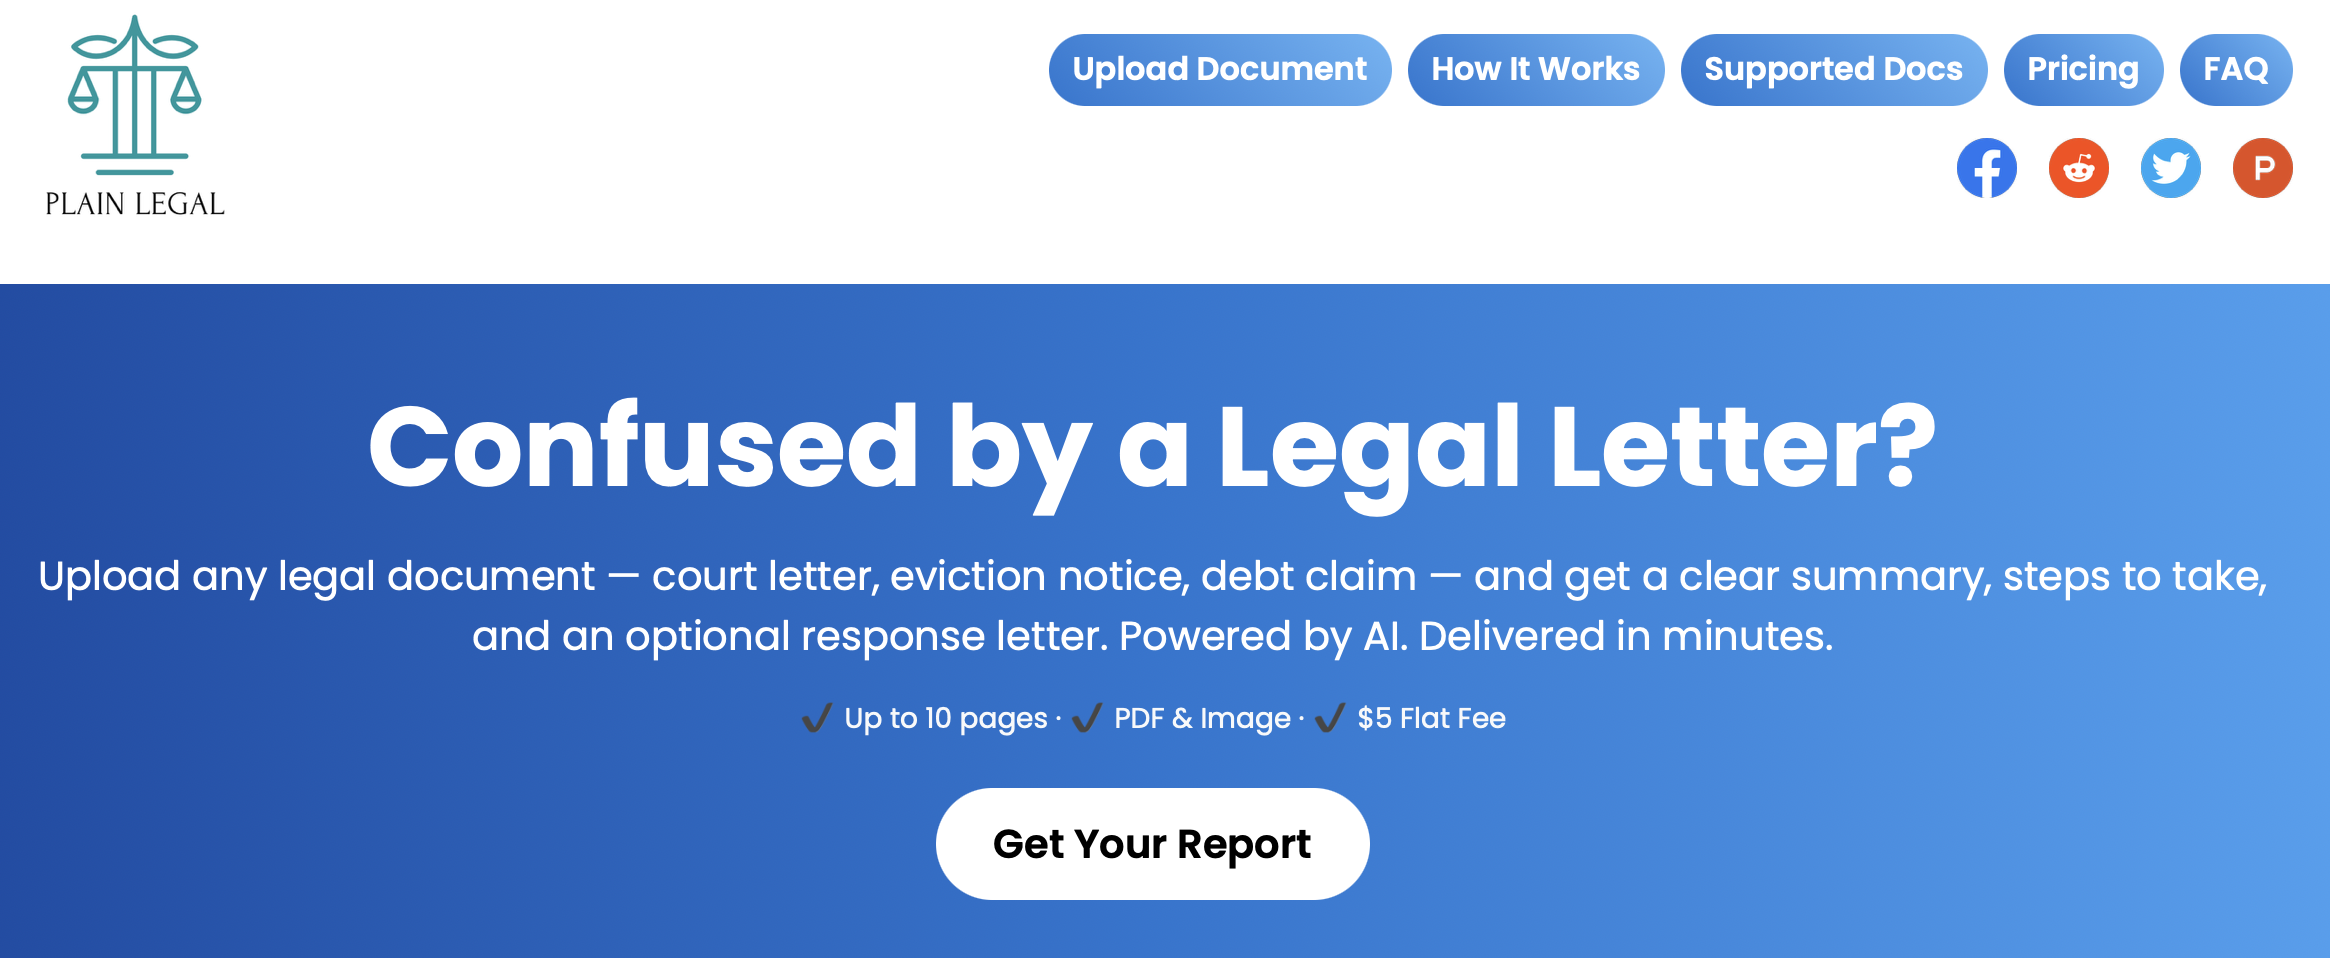 PLAIN LEGAL
Upload Document
How It Works
Supported Docs
Pricing
FAQ
P
Confused by a Legal Letter?
Upload any legal document — court letter, eviction notice, debt claim — and get a clear summary, steps to take,
and an optional response letter. Powered by AI. Delivered in minutes.
✔ Up to 10 pages · ✔ PDF & Image · ✔ $5 Flat Fee
Get Your Report